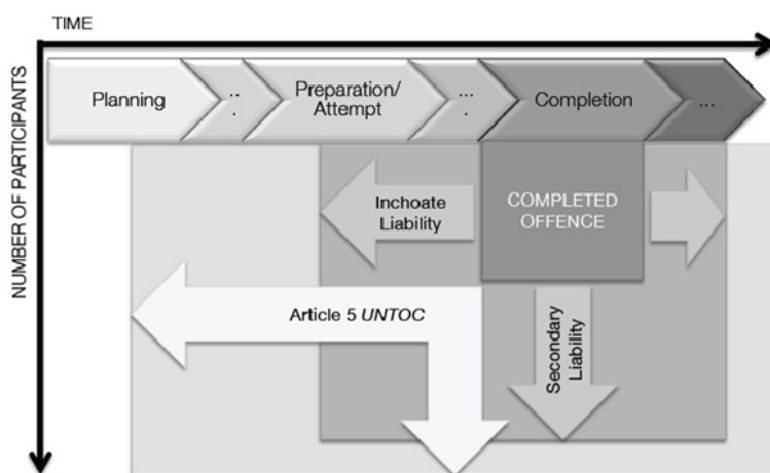 TIME
NUMBER OF PARTICIPANTS
Planning
...
.
Preparation/
Attempt
...
.
Completion
...
Inchoate
Liability
COMPLETED
OFFENCE
Article 5 UNTOC
Secondary
Liability